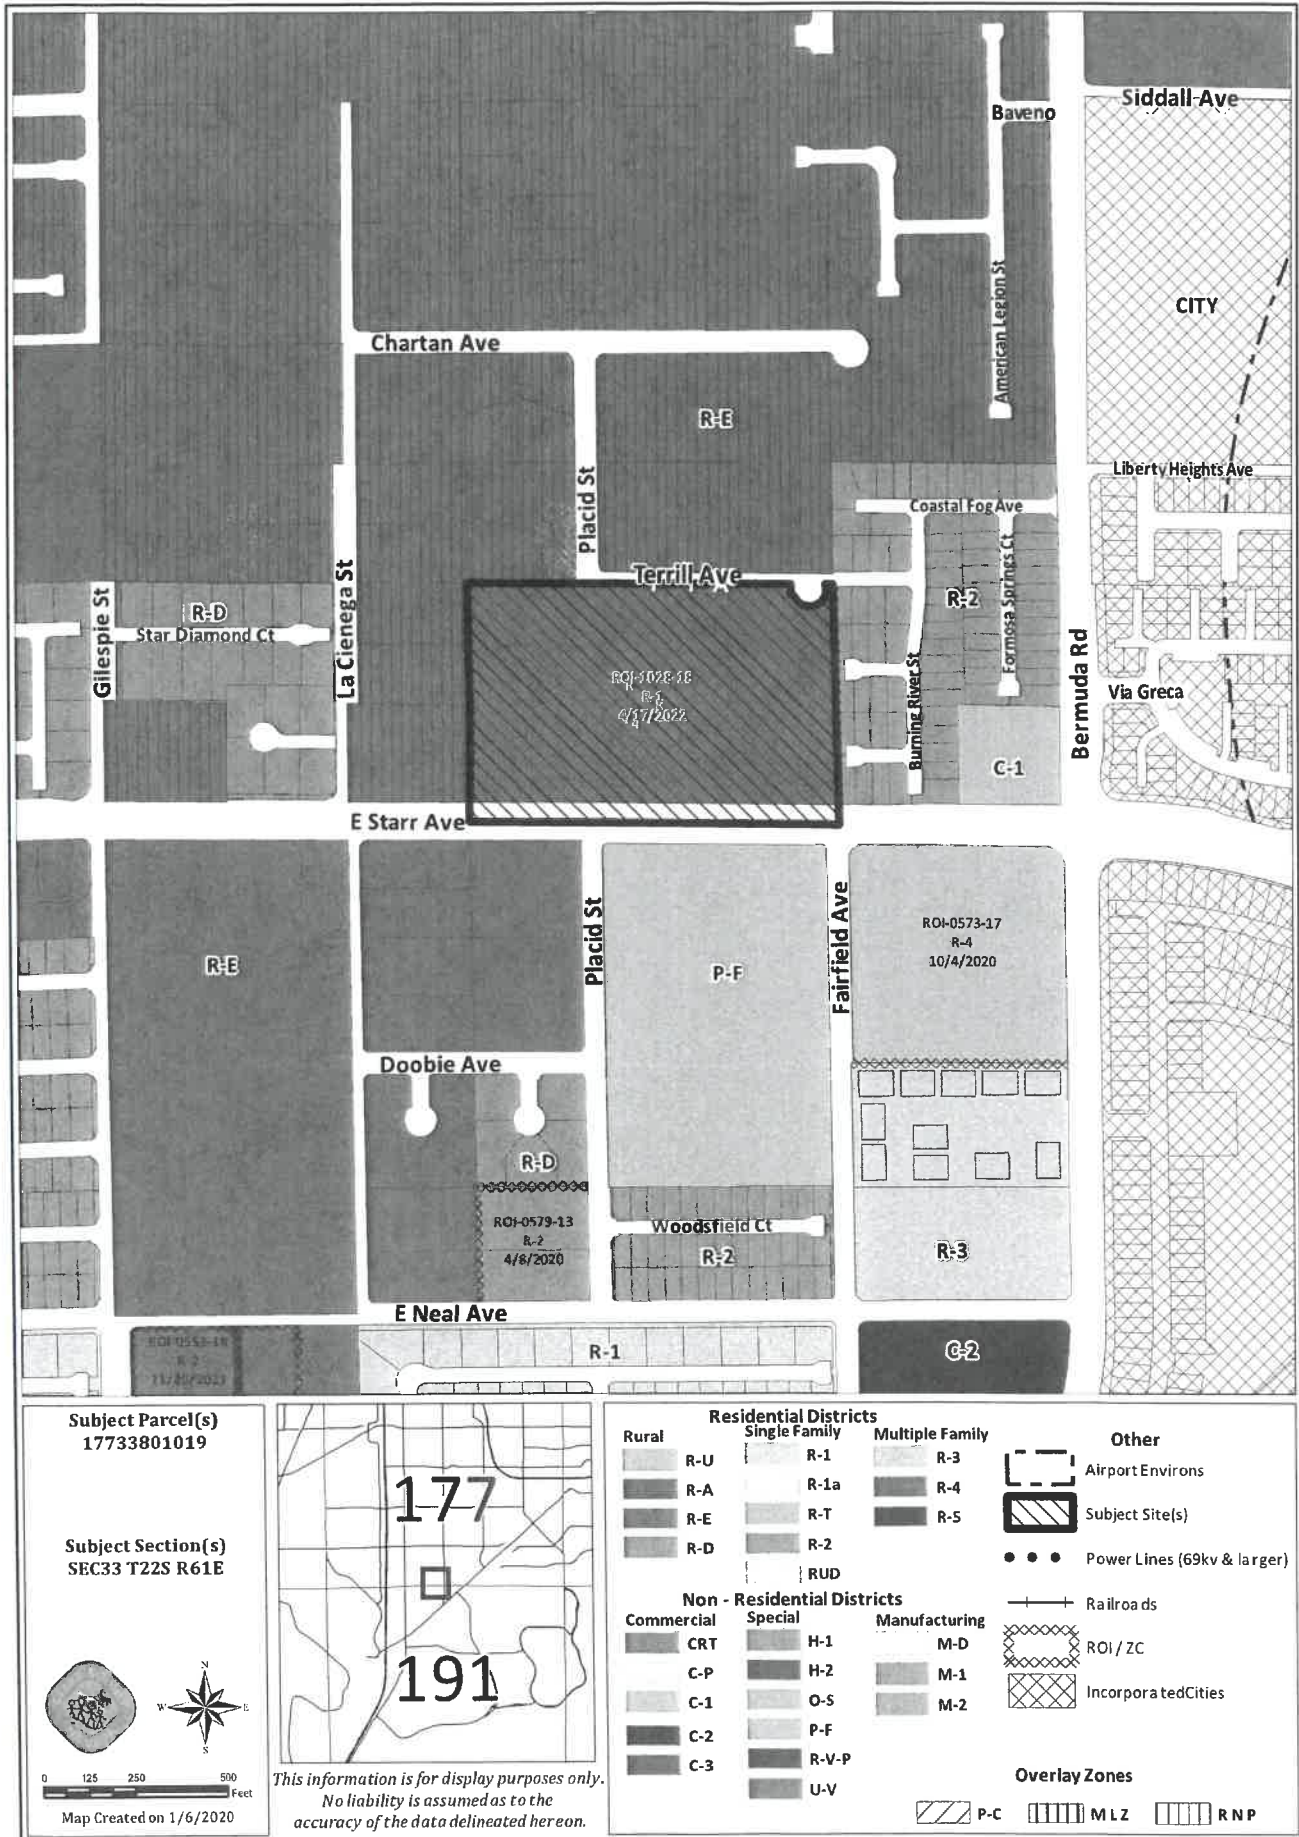 Siddall Ave
Baveno
American Legion St
CITY
Chartan Ave
R-E
Placid St
Liberty Heights Ave
Coastal Fog Ave
Terrill Ave
R-2
Formosa Springs Ct
Gilespie St
R-D
Star Diamond Ct
La Cienega St
ROI-1028-18
R-1
4/17/2022
Burning River St
Bermuda Rd
Via Greca
C-1
E Starr Ave
R-E
Placid St
P-F
Fairfield Ave
ROI-0573-17
R-4
10/4/2020
Doobie Ave
R-D
ROI-0579-13
R-2
4/8/2020
Woodsfield Ct
R-2
R-3
E Neal Ave
R-2
R-1
C-2
Subject Parcel(s)
17733801019
Subject Section(s)
SEC33 T22S R61E
N
W E
S
0 125 250 500
Feet
Map Created on 1/6/2020
177
191
This information is for display purposes only.
No liability is assumed as to the
accuracy of the data delineated hereon.
Residential Districts
Rural
R-U
R-A
R-E
R-D
Single Family
R-1
R-1a
R-T
R-2
RUD
Multiple Family
R-3
R-4
R-5
Non - Residential Districts
Commercial
CRT
C-P
C-1
C-2
C-3
Special
H-1
H-2
O-S
P-F
R-V-P
U-V
Manufacturing
M-D
M-1
M-2
Other
Airport Environs
Subject Site(s)
Power Lines (69kv & larger)
Railroads
ROI / ZC
Incorporated Cities
Overlay Zones
P-C MLZ RNP